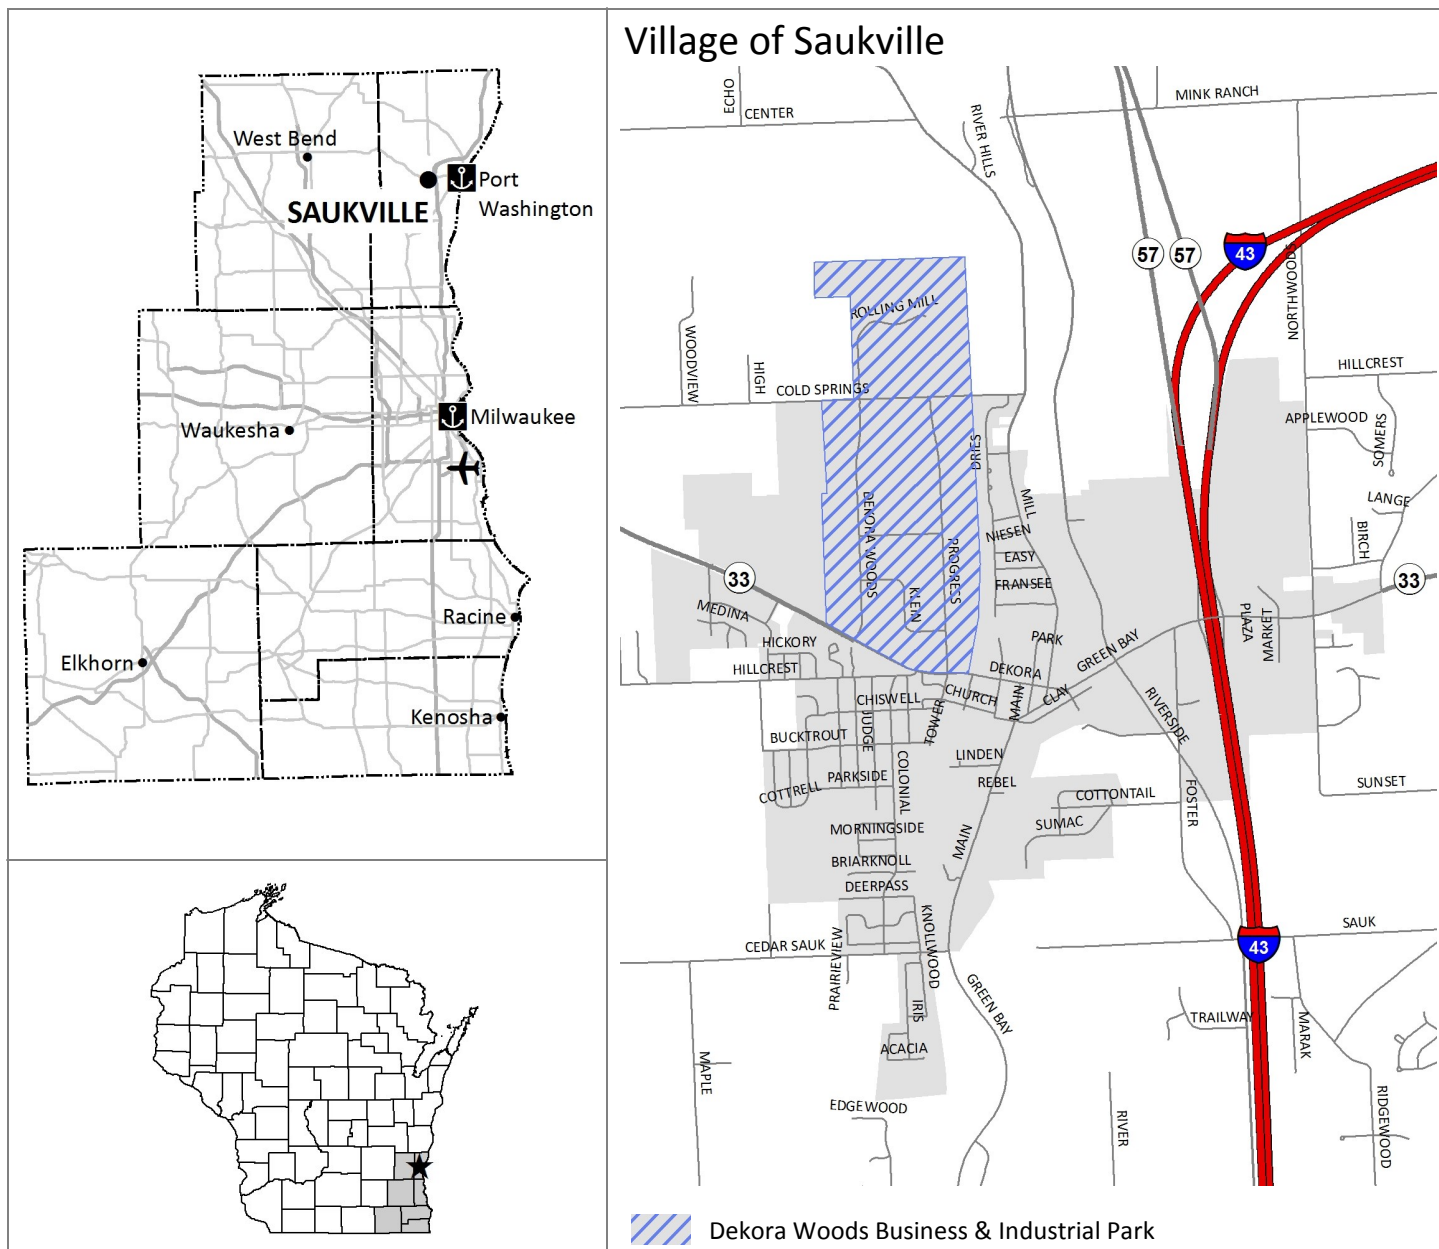 West Bend
Port
Washington
SAUKVILLE
Milwaukee
Waukesha
Racine
Elkhorn
Kenosha
Village of Saukville
ECHO
CENTER
RIVER HILLS
MINK RANCH
57
57
43
NORTHWOODS
ROLLING MILL
WOODVIEW
HIGH
COLD SPRINGS
HILLCREST
APPLEWOOD
SOMERS
DRIES
MILL
LANGE
DEKORA WOODS
PROGRESS
NIESEN
EASY
FRANSEE
BIRCH
33
33
KLEIN
MEDINA
PLAZA
MARKET
HICKORY
PARK
GREEN BAY
HILLCREST
DEKORA
CHISWELL
CHURCH
MAIN
CLAY
RIVERSIDE
TOWER
JUDGE
BUCKTROUT
LINDEN
COLONIAL
PARKSIDE
REBEL
COTTRELL
COTTONTAIL
FOSTER
SUNSET
SUMAC
MORNINGSIDE
MAIN
BRIARKNOLL
DEERPASS
KNOLLWOOD
SAUK
CEDAR SAUK
43
PRAIRIEVIEW
GREEN BAY
IRIS
TRAILWAY
MARAK
ACACIA
MAPLE
EDGEWOOD
RIVER
RIDGEWOOD
Dekora Woods Business & Industrial Park